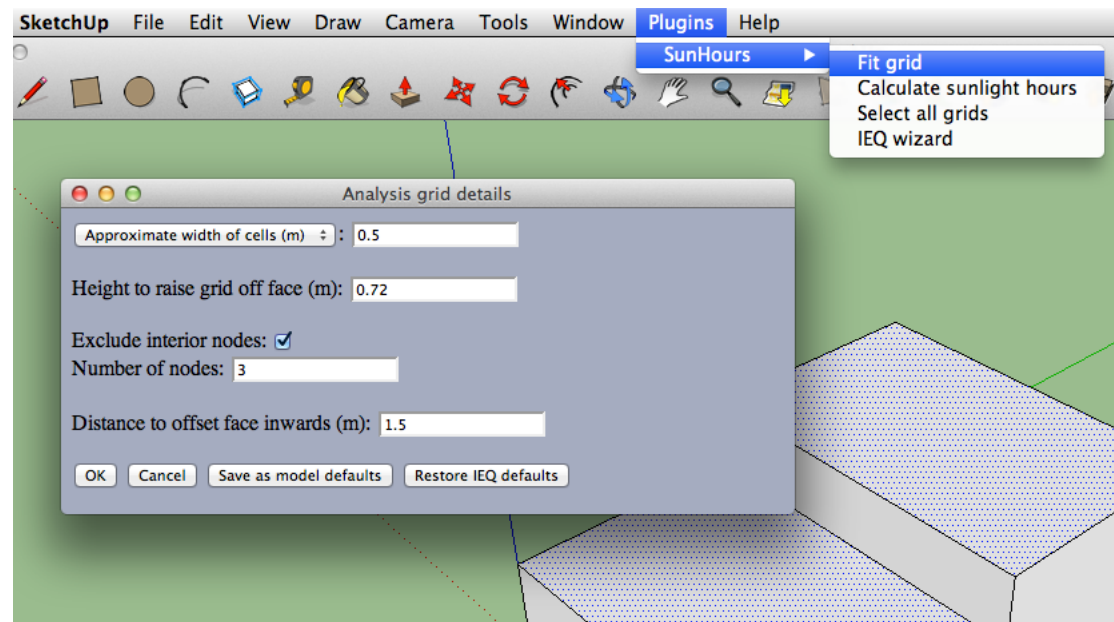 SketchUp File Edit View Draw Camera Tools Window Plugins Help
SunHours
Fit grid
Calculate sunlight hours
Select all grids
IEQ wizard
Analysis grid details
Approximate width of cells (m) : 0.5
Height to raise grid off face (m): 0.72
Exclude interior nodes:
Number of nodes: 3
Distance to offset face inwards (m): 1.5
OK Cancel Save as model defaults Restore IEQ defaults